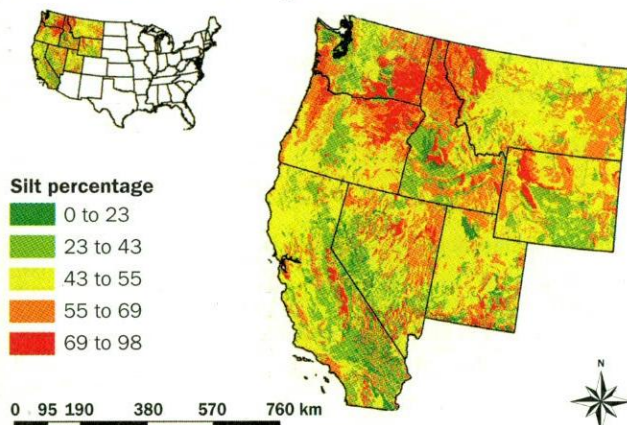 Silt percentage
0 to 23
23 to 43
43 to 55
55 to 69
69 to 98
0 95 190 380 570 760 km
N